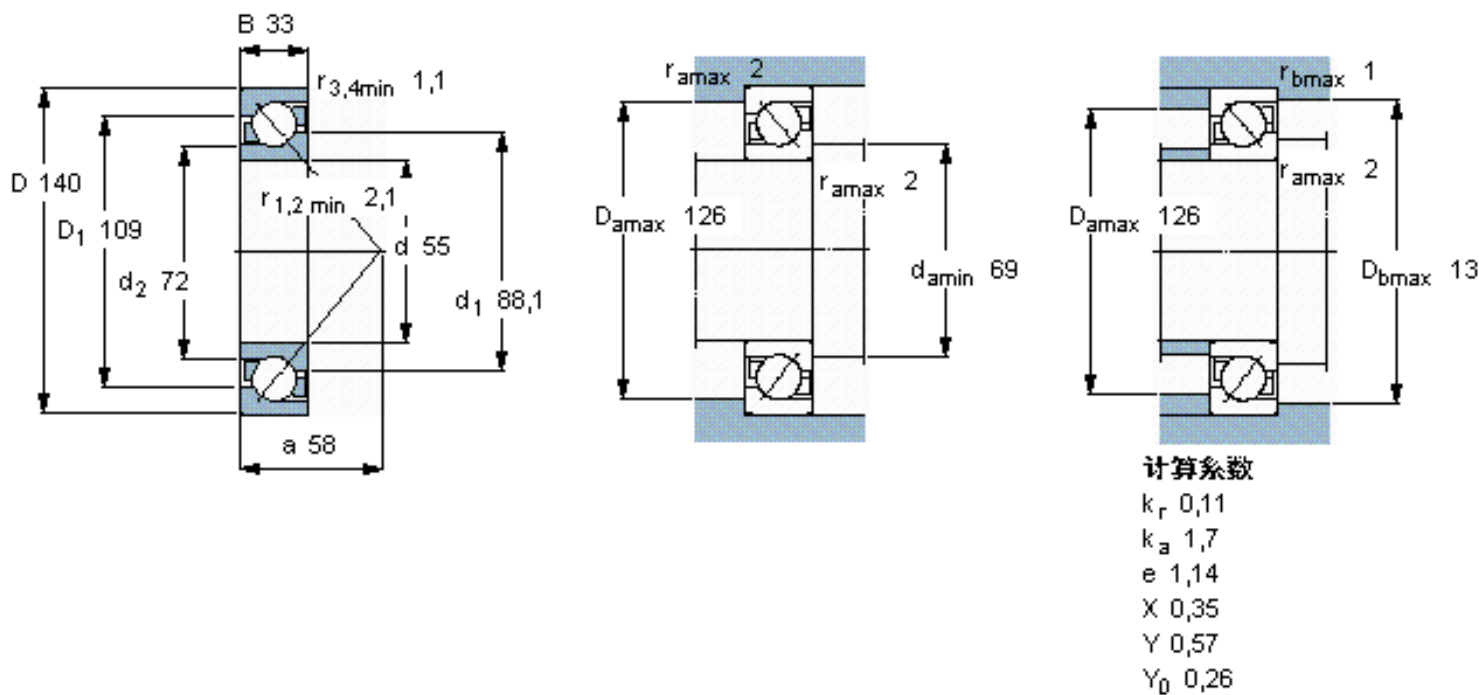 B 33
r3,4min 1,1
D 140
D1 109
d2 72
r1,2 min 2,1
d 55
d1 88,1
a 58
ramax 2
Damax 126
ramax 2
damin 69
rbmax 1
ramax 2
Damax 126
Dbmax 13
计算系数
kr 0,11
ka 1,7
e 1,14
X 0,35
Y 0,57
Y0 0,26